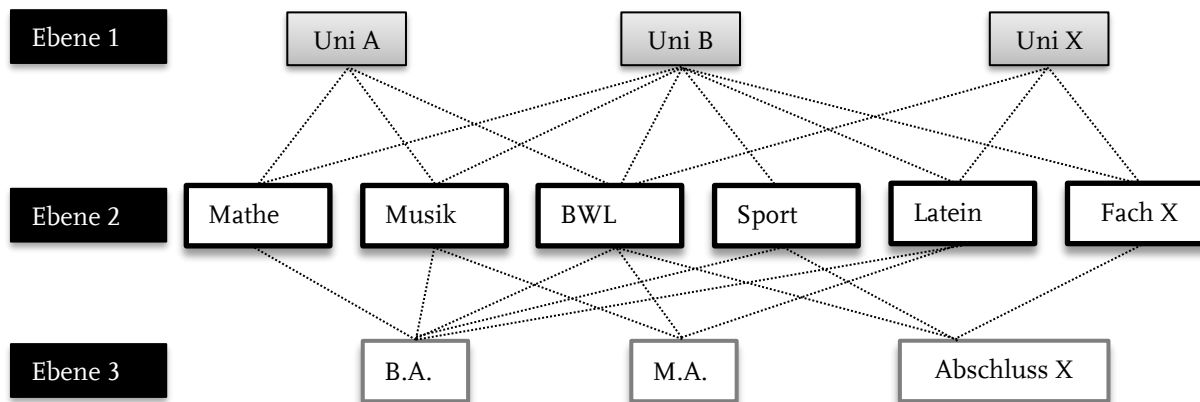 Ebene 1
Uni A
Uni B
Uni X
Ebene 2
Mathe
Musik
BWL
Sport
Latein
Fach X
Ebene 3
B.A.
M.A.
Abschluss X